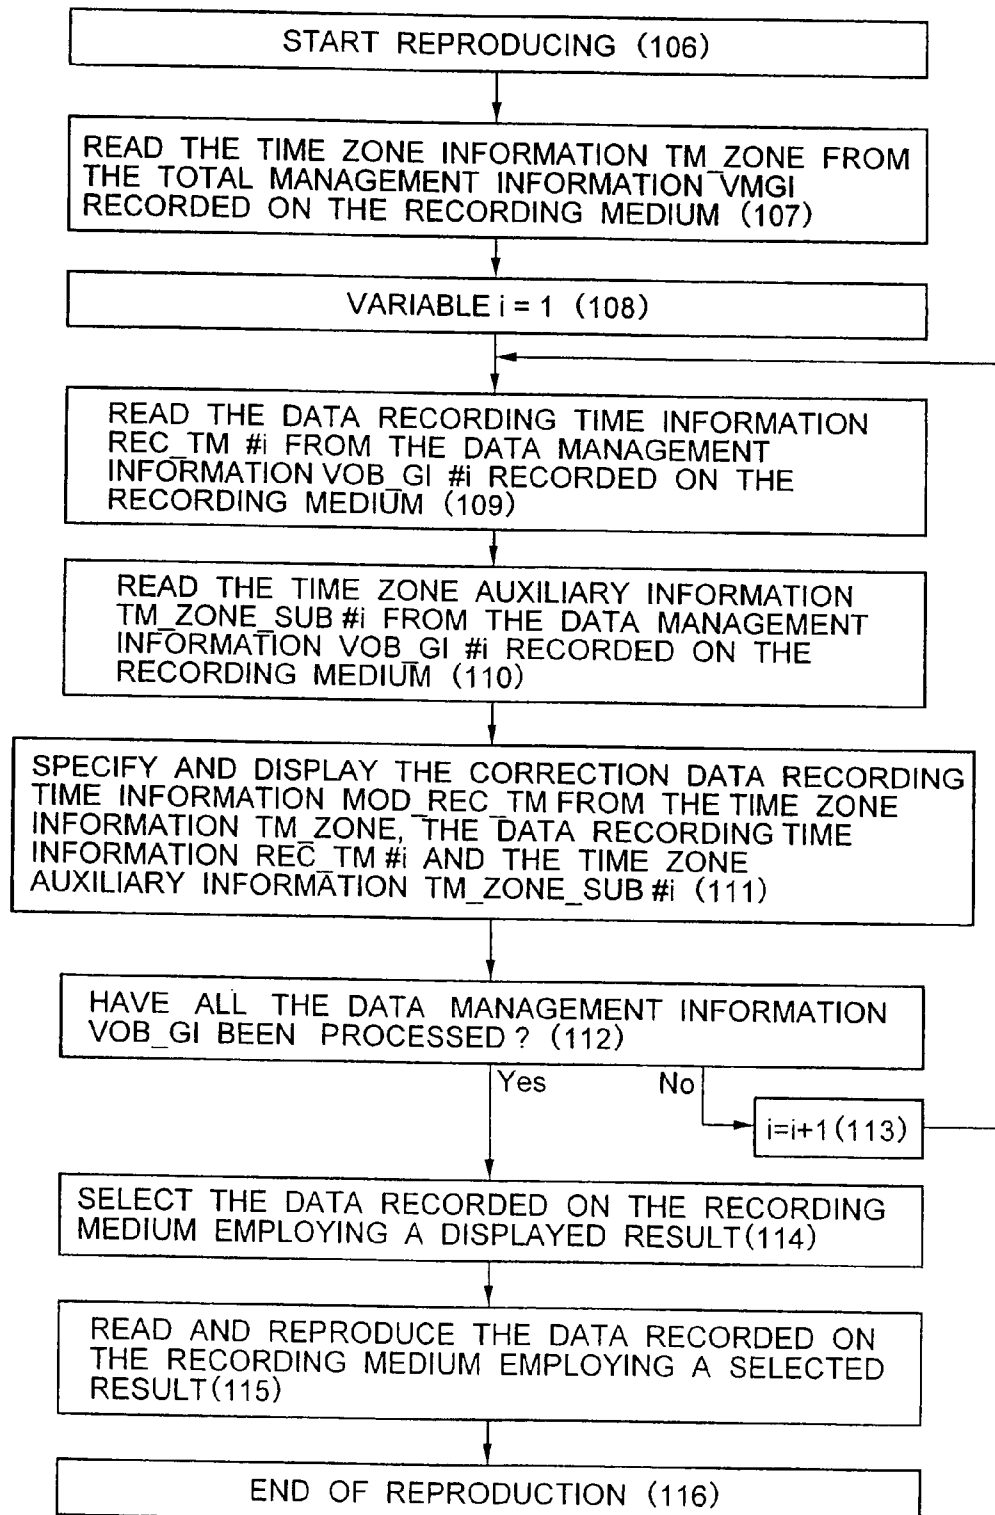 START REPRODUCING (106)
READ THE TIME ZONE INFORMATION TM_ZONE FROM
THE TOTAL MANAGEMENT INFORMATION VMGI
RECORDED ON THE RECORDING MEDIUM (107)
VARIABLE i = 1 (108)
READ THE DATA RECORDING TIME INFORMATION
REC_TM #i FROM THE DATA MANAGEMENT
INFORMATION VOB_GI #i RECORDED ON THE
RECORDING MEDIUM (109)
READ THE TIME ZONE AUXILIARY INFORMATION
TM_ZONE_SUB #i FROM THE DATA MANAGEMENT
INFORMATION VOB_GI #i RECORDED ON THE
RECORDING MEDIUM (110)
SPECIFY AND DISPLAY THE CORRECTION DATA RECORDING
TIME INFORMATION MOD_REC_TM FROM THE TIME ZONE
INFORMATION TM_ZONE, THE DATA RECORDING TIME
INFORMATION REC_TM #i AND THE TIME ZONE
AUXILIARY INFORMATION TM_ZONE_SUB #i (111)
HAVE ALL THE DATA MANAGEMENT INFORMATION
VOB_GI BEEN PROCESSED ? (112)
Yes
No
i=i+1 (113)
SELECT THE DATA RECORDED ON THE RECORDING
MEDIUM EMPLOYING A DISPLAYED RESULT(114)
READ AND REPRODUCE THE DATA RECORDED ON
THE RECORDING MEDIUM EMPLOYING A SELECTED
RESULT(115)
END OF REPRODUCTION (116)